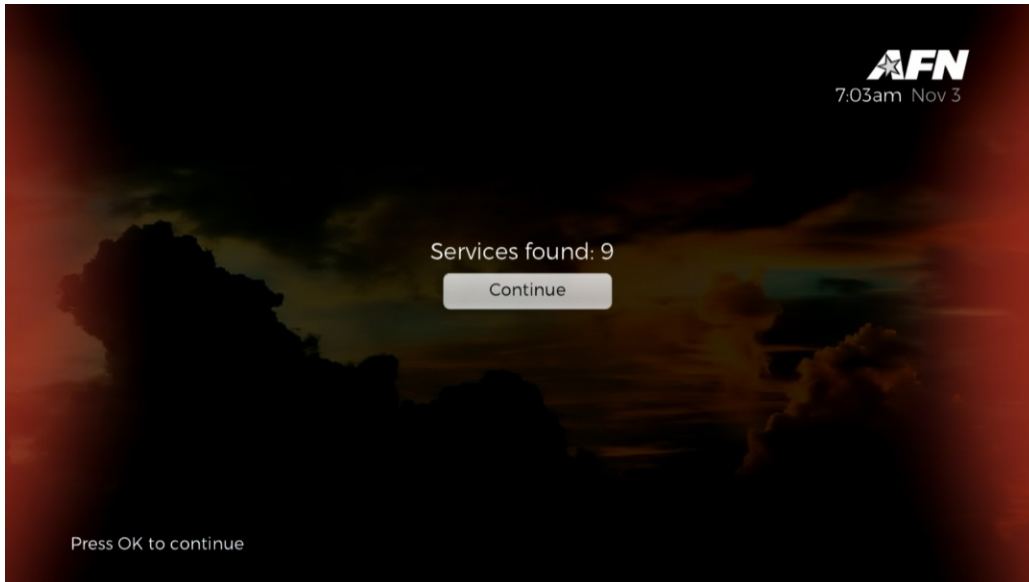 AFN
7:03am Nov 3
Services found: 9
Continue
Press OK to continue